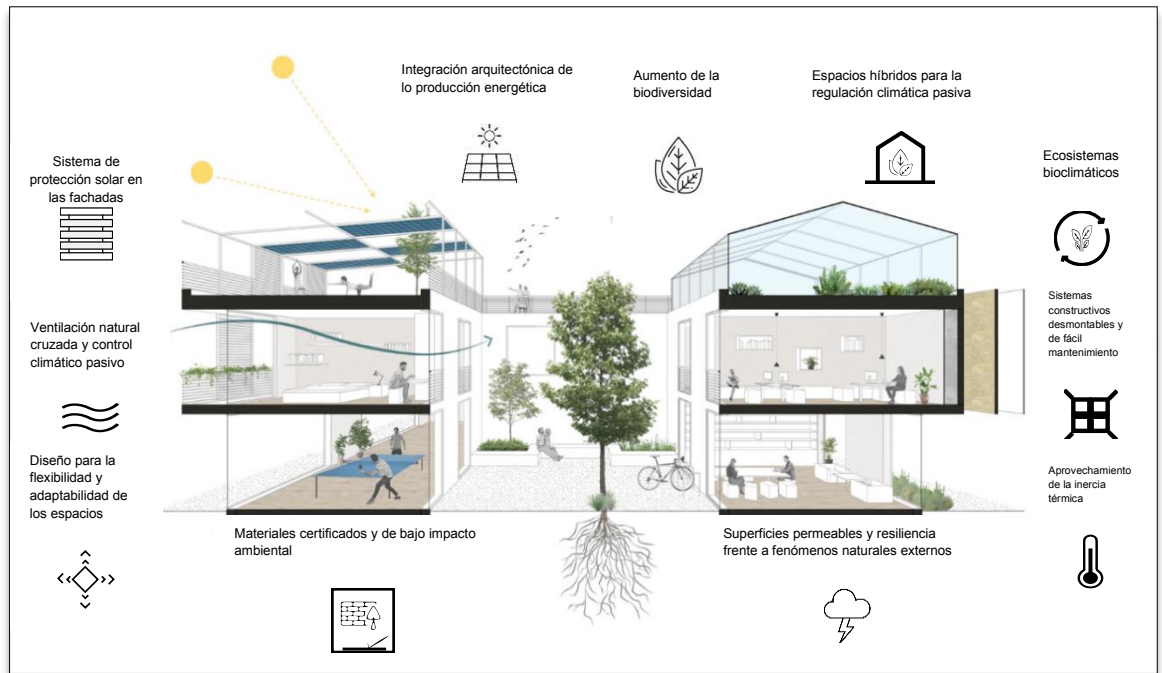 Integración arquitectónica de
lo producción energética
Aumento de la
biodiversidad
Espacios híbridos para la
regulación climática pasiva
Sistema de
protección solar en
las fachadas
Ecosistemas
bioclimáticos
Ventilación natural
cruzada y control
climático pasivo
Sistemas
constructivos
desmontables y
de fácil
mantenimiento
Diseño para la
flexibilidad y
adaptabilidad de
los espacios
Aprovechamiento
de la inercia
térmica
Materiales certificados y de bajo impacto
ambiental
Superficies permeables y resiliencia
frente a fenómenos naturales externos